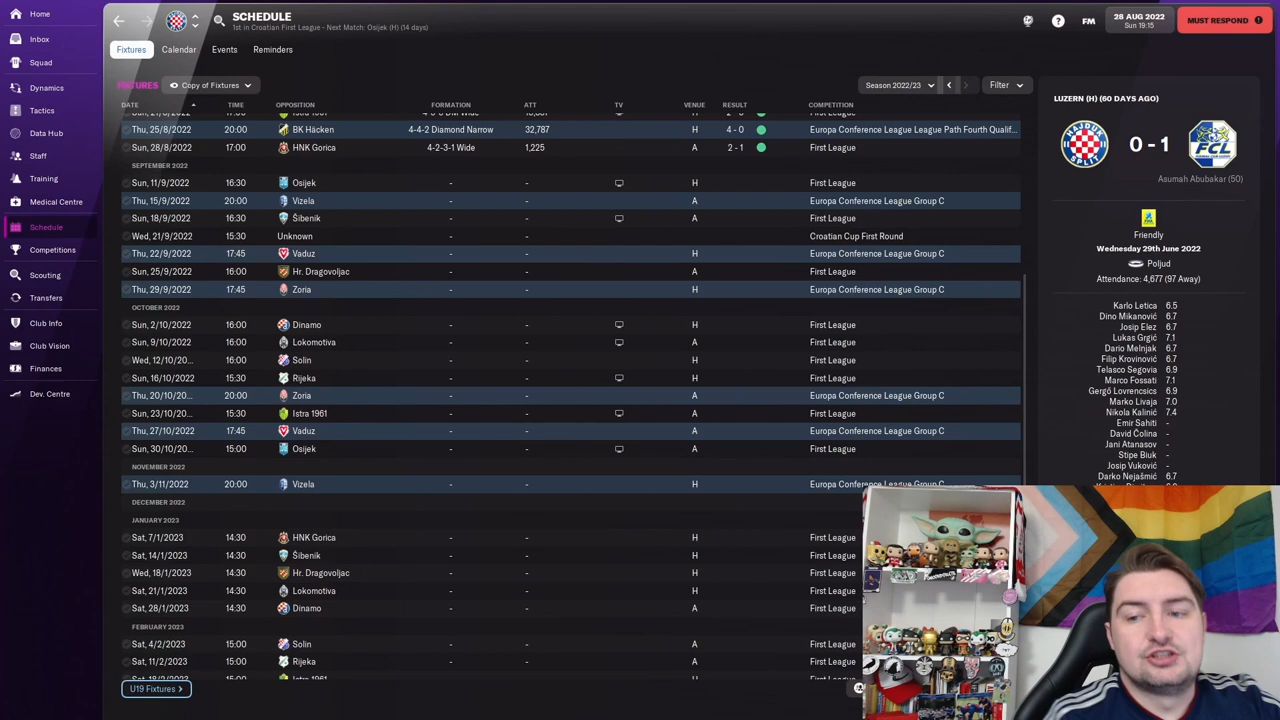 Home
Inbox
Squad
Dynamics
Tactics
Data Hub
Staff
Training
Medical Centre
Schedule
Competitions
Scouting
Transfers
Club Info
Club Vision
Finances
Dev. Centre
SCHEDULE
1st in Croatian First League - Next Match: Osijek (H) (14 days)
FM
28 AUG 2022
Sun 19:15
MUST RESPOND
Fixtures Calendar Events Reminders
FIXTURES Copy of Fixtures Season 2022/23 Filter
DATE TIME OPPOSITION FORMATION ATT TV VENUE RESULT COMPETITION
Thu, 25/8/2022 20:00 BK Häcken 4-4-2 Diamond Narrow 32,787 H 4 - 0 Europa Conference League League Path Fourth Qualif...
Sun, 28/8/2022 17:00 HNK Gorica 4-2-3-1 Wide 1,225 A 2 - 1 First League
SEPTEMBER 2022
Sun, 11/9/2022 16:30 Osijek - - H First League
Thu, 15/9/2022 20:00 Vizela - - A Europa Conference League Group C
Sun, 18/9/2022 16:30 Šibenik - - A First League
Wed, 21/9/2022 15:30 Unknown - - Croatian Cup First Round
Thu, 22/9/2022 17:45 Vaduz - - H Europa Conference League Group C
Sun, 25/9/2022 16:00 Hr. Dragovoljac - - A First League
Thu, 29/9/2022 17:45 Zoria - - H Europa Conference League Group C
OCTOBER 2022
Sun, 2/10/2022 16:00 Dinamo - - H First League
Sun, 9/10/2022 16:00 Lokomotiva - - A First League
Wed, 12/10/20... 16:00 Solin - - H First League
Sun, 16/10/2022 15:30 Rijeka - - H First League
Thu, 20/10/20... 20:00 Zoria - - A Europa Conference League Group C
Sun, 23/10/20... 15:30 Istra 1961 - - A First League
Thu, 27/10/2022 17:45 Vaduz - - A Europa Conference League Group C
Sun, 30/10/20... 15:00 Osijek - - A First League
NOVEMBER 2022
Thu, 3/11/2022 20:00 Vizela - - H Europa Conference League Group C
DECEMBER 2022
JANUARY 2023
Sat, 7/1/2023 14:30 HNK Gorica - - H First League
Sat, 14/1/2023 14:30 Šibenik - - H First League
Wed, 18/1/2023 14:30 Hr. Dragovoljac - - H First League
Sat, 21/1/2023 14:30 Lokomotiva - - H First League
Sat, 28/1/2023 14:30 Dinamo - - A First League
FEBRUARY 2023
Sat, 4/2/2023 15:00 Solin - - A First League
Sat, 11/2/2023 15:00 Rijeka - - A First League
U19 Fixtures
LUZERN (H) (60 DAYS AGO)
HAJDUK SPLIT
0 - 1
FCL
Asumah Abubakar (50)
Friendly
Wednesday 29th June 2022
Poljud
Attendance: 4,677 (97 Away)
Karlo Letica 6.5
Dino Mikanović 6.7
Josip Elez 6.7
Lukas Grgić 7.1
Dario Melnjak 6.7
Filip Krovinović 6.7
Telasco Segovia 6.9
Marco Fossati 7.1
Gergő Lovrencsics 6.9
Marko Livaja 7.0
Nikola Kalinić 7.4
Emir Sahiti -
David Čolina -
Jani Atanasov -
Stipe Biuk -
Josip Vuković -
Darko Nejašmić 6.7